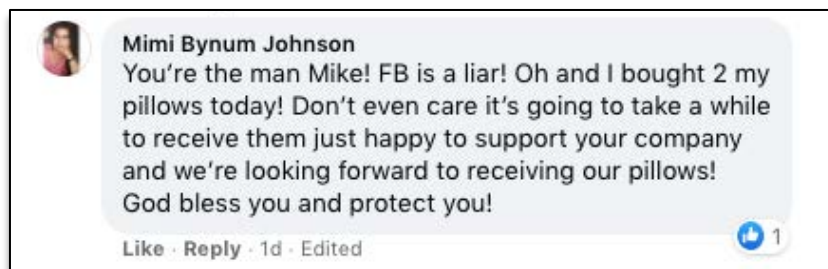 Mimi Bynum Johnson
You're the man Mike! FB is a liar! Oh and I bought 2 my
pillows today! Don't even care it's going to take a while
to receive them just happy to support your company
and we're looking forward to receiving our pillows!
God bless you and protect you!
1
Like · Reply · 1d · Edited